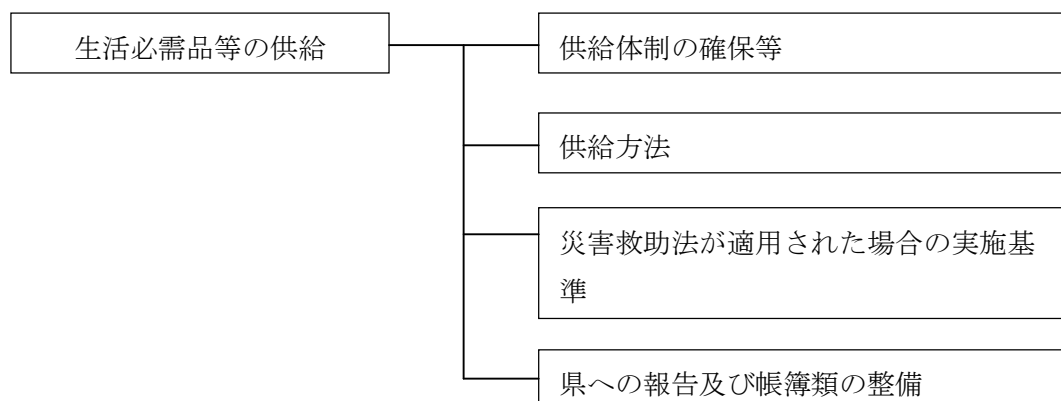 生活必需品等の供給
供給体制の確保等
供給方法
災害救助法が適用された場合の実施基
準
県への報告及び帳簿類の整備